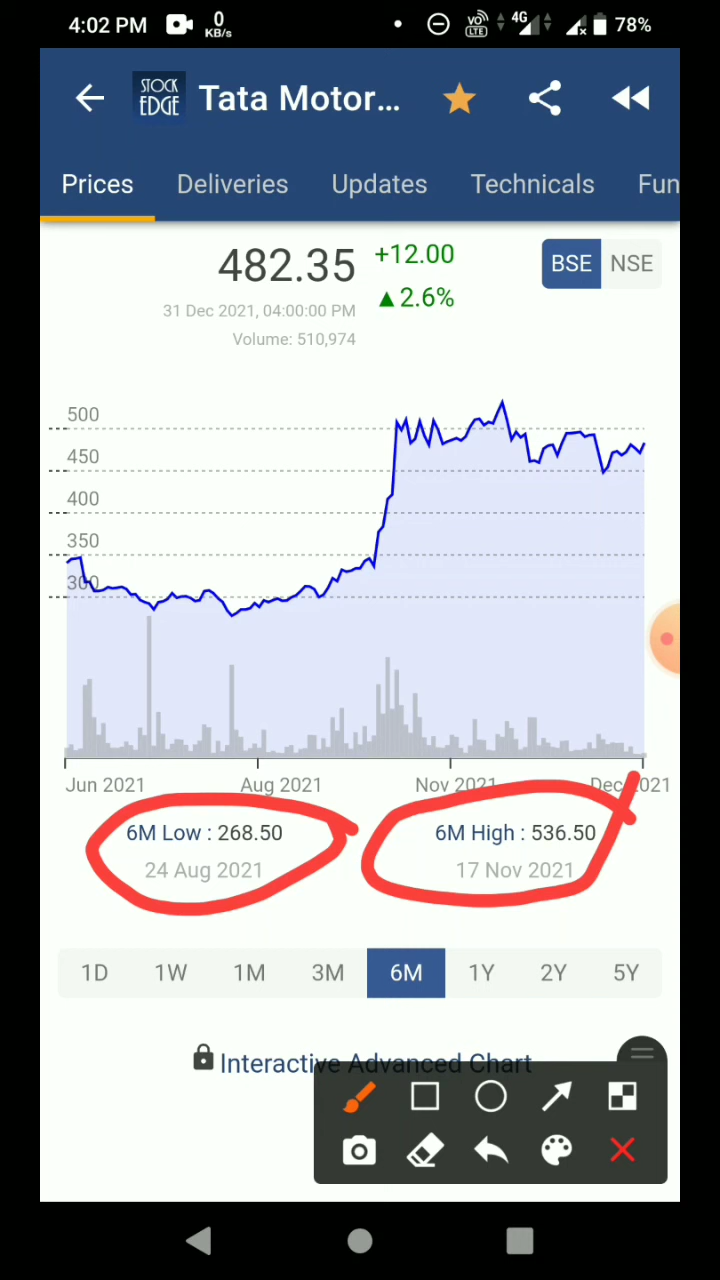 4:02 PM 0 KB/s VO LTE 4G 78%
STOCK EDGE Tata Motor...
Prices Deliveries Updates Technicals Fun
482.35 +12.00 BSE NSE
▲2.6%
31 Dec 2021, 04:00:00 PM
Volume: 510,974
500
450
400
350
300
Jun 2021 Aug 2021 Nov 2021 Dec 2021
6M Low : 268.50 6M High : 536.50
24 Aug 2021 17 Nov 2021
1D 1W 1M 3M 6M 1Y 2Y 5Y
Interactive Advanced Chart